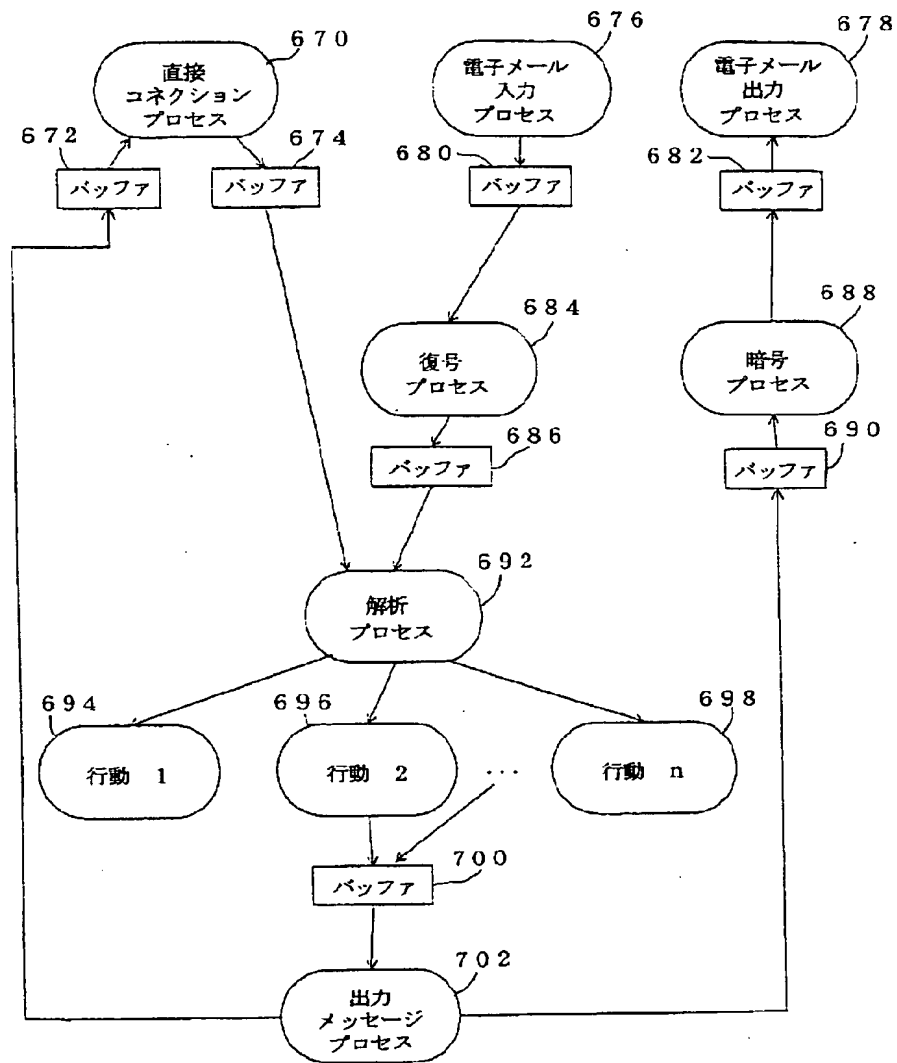 670
直接
コネクション
プロセス
676
電子メール
入力
プロセス
678
電子メール
出力
プロセス
672
バッファ
674
バッファ
680
バッファ
682
バッファ
684
復号
プロセス
688
暗号
プロセス
686
バッファ
690
バッファ
692
解析
プロセス
694
行動 1
696
行動 2
...
698
行動 n
700
バッファ
702
出力
メッセージ
プロセス